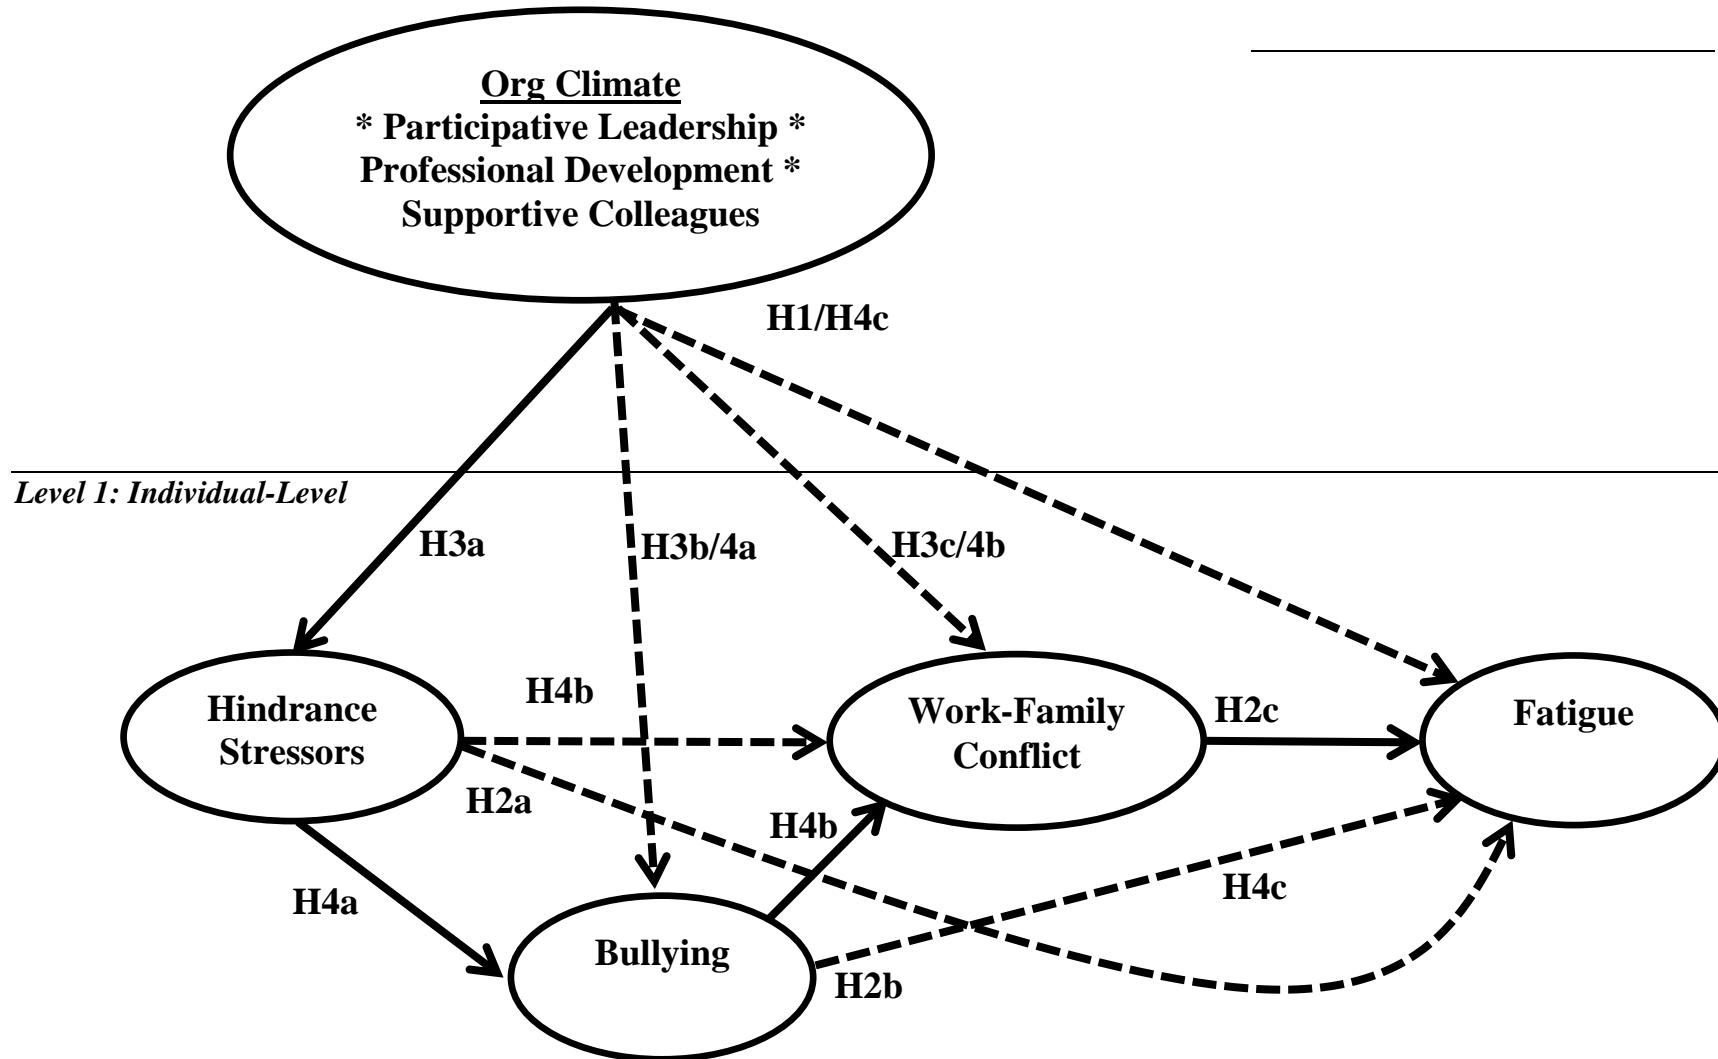 Org Climate
* Participative Leadership *
Professional Development *
Supportive Colleagues
H1/H4c
Level 1: Individual-Level
H3a
H3b/4a
H3c/4b
Hindrance
Stressors
H4b
Work-Family
Conflict
H2c
Fatigue
H2a
H4b
H4a
H4c
Bullying
H2b